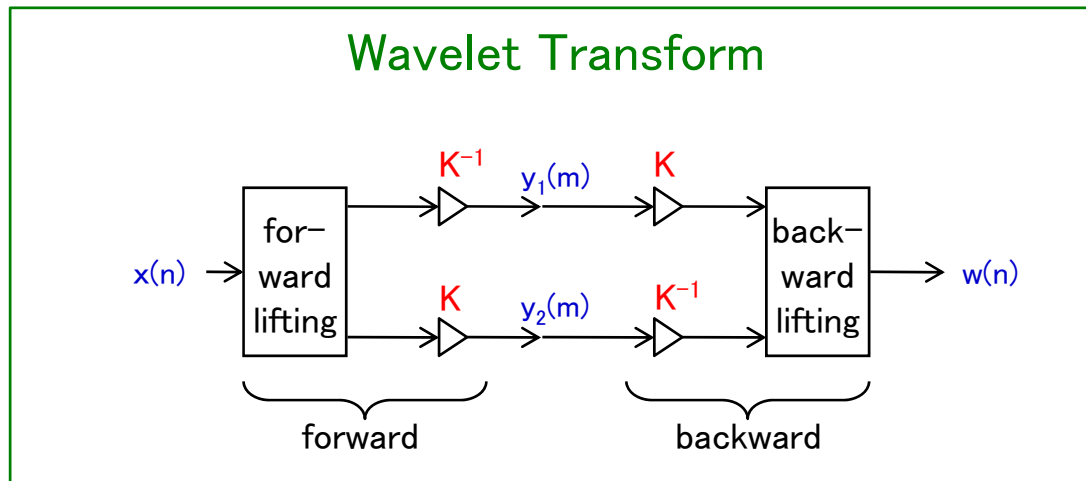 Wavelet Transform
K⁻¹
y₁(m)
K
for-
ward
lifting
back-
ward
lifting
x(n)
w(n)
K
y₂(m)
K⁻¹
forward
backward